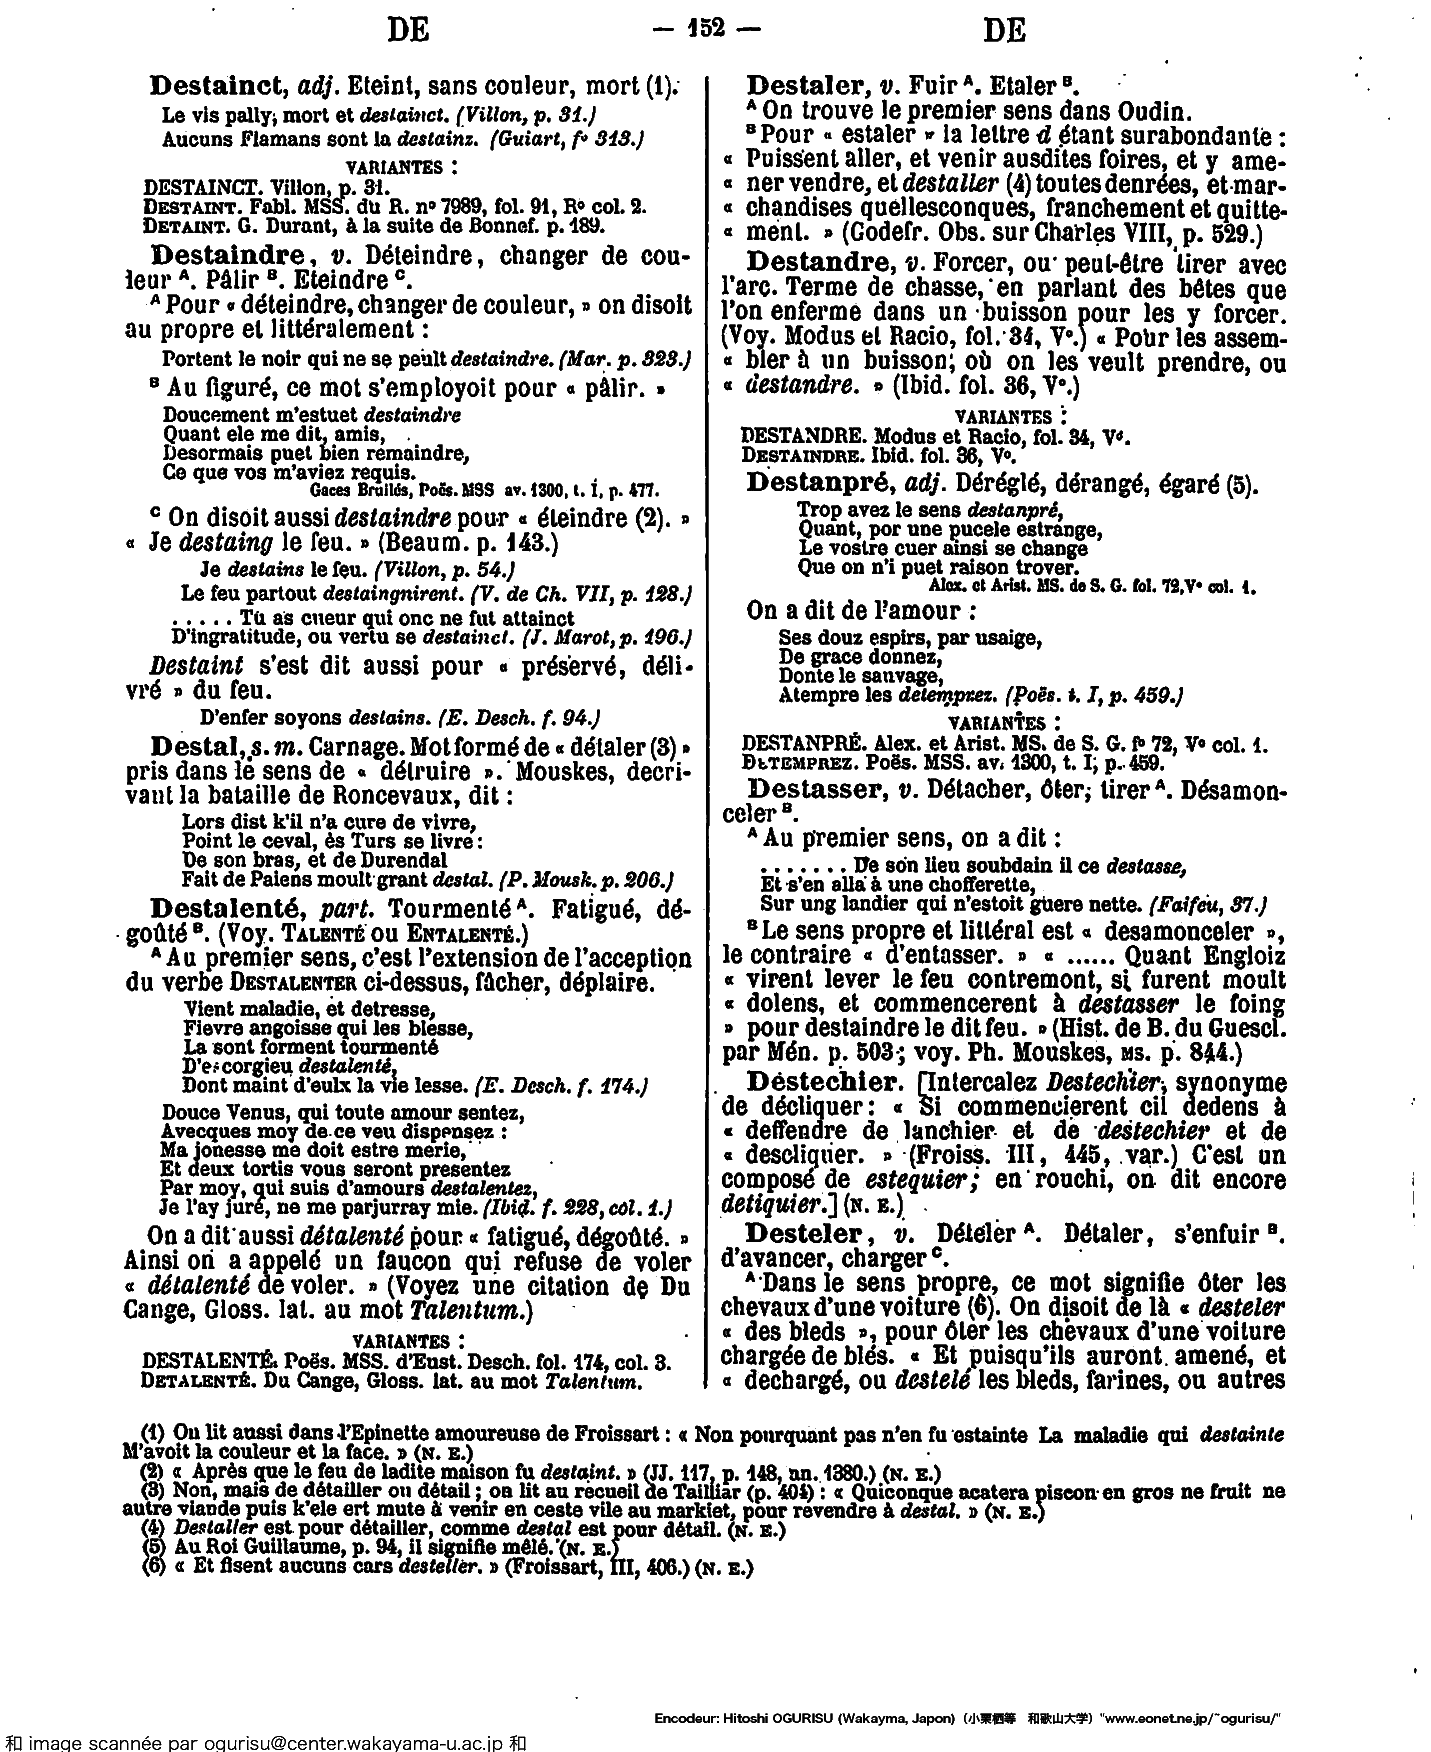 DE — 152 — DE
Destainct, adj. Eteint, sans couleur, mort (1).
Le vis pally, mort et destainct. (Villon, p. 31.)
Aucuns Flamans sont la destainz. (Guiart, fº 313.)
VARIANTES :
DESTAINCT. Villon, p. 31.
DESTAINT. Fabl. MSS. du R. nº 7989, fol. 91, Rº col. 2.
DETAINT. G. Durant, à la suite de Bonnef. p. 189.
Destaindre, v. Déteindre, changer de cou-
leur A. Pâlir B. Eteindre C.
A Pour « déteindre, changer de couleur, » on disoit
au propre et littéralement :
Portent le noir qui ne se peult destaindre. (Mar. p. 323.)
B Au figuré, ce mot s'employoit pour « pâlir. »
Doucement m'estuet destaindre
Quant ele me dit, amis,
Desormais puet bien remaindre,
Ce que vos m'aviez requis.
Gaces Bruilés, Poës. MSS av. 1300, t. I, p. 477.
C On disoit aussi destaindre pour « éteindre (2). »
« Je destaing le feu. » (Beaum. p. 143.)
Je destains le feu. (Villon, p. 54.)
Le feu partout destaingnirent. (V. de Ch. VII, p. 128.)
..... Tu as cueur qui onc ne fut attainct
D'ingratitude, ou vertu se destainct. (J. Marot, p. 196.)
Destaint s'est dit aussi pour « préservé, déli-
vré » du feu.
D'enfer soyons destains. (E. Desch. f. 94.)
Destal, s. m. Carnage. Mot formé de « détaler (3) »
pris dans le sens de « détruire ». Mouskes, decri-
vant la bataille de Roncevaux, dit :
Lors dist k'il n'a cure de vivre,
Point le ceval, ès Turs se livre :
De son bras, et de Durendal
Fait de Paiens moult grant destal. (P. Mousk. p. 206.)
Destalenté, part. Tourmenté A. Fatigué, dé-
goûté B. (Voy. TALENTÉ ou ENTALENTÉ.)
A Au premier sens, c'est l'extension de l'acception
du verbe DESTALENTER ci-dessus, fâcher, déplaire.
Vient maladie, et detresse,
Fievre angoisse qui les blesse,
La sont forment tourmenté
D'escorgieu destalenté,
Dont maint d'eulx la vie lesse. (E. Desch. f. 174.)
Douce Venus, qui toute amour sentez,
Avecques moy de ce veu dispensez :
Ma jonesse me doit estre merie,
Et deux tortis vous seront presentez
Par moy, qui suis d'amours destalentez,
Je l'ay juré, ne me parjurray mie. (Ibid. f. 228, col. 1.)
On a dit aussi détalenté pour « fatigué, dégoûté. »
Ainsi on a appelé un faucon qui refuse de voler
« détalenté de voler. » (Voyez une citation de Du
Cange, Gloss. lat. au mot Talentum.)
VARIANTES :
DESTALENTÉ. Poës. MSS. d'Eust. Desch. fol. 174, col. 3.
DETALENTÉ. Du Cange, Gloss. lat. au mot Talentum.
Destaler, v. Fuir A. Etaler B.
A On trouve le premier sens dans Oudin.
B Pour « estaler » la lettre d étant surabondante :
« Puissent aller, et venir ausdites foires, et y ame-
« ner vendre, et destaller (4) toutes denrées, et mar-
« chandises quellesconques, franchement et quitte-
« ment. » (Godefr. Obs. sur Charles VIII, p. 529.)
Destandre, v. Forcer, ou peut-être tirer avec
l'arc. Terme de chasse, en parlant des bêtes que
l'on enferme dans un buisson pour les y forcer.
(Voy. Modus et Racio, fol. 34, Vº.) « Pour les assem-
« bler à un buisson; où on les veult prendre, ou
« destandre. » (Ibid. fol. 36, Vº.)
VARIANTES :
DESTANDRE. Modus et Racio, fol. 34, Vº.
DESTAINDRE. Ibid. fol. 36, Vº.
Destanpré, adj. Déréglé, dérangé, égaré (5).
Trop avez le sens destanpré,
Quant, por une pucele estrange,
Le vostre cuer ainsi se change
Que on n'i puet raison trover.
Alex. et Arist. MS. de S. G. fol. 72, Vº col. 1.
On a dit de l'amour :
Ses douz espirs, par usaige,
De grace donnez,
Donte le sauvage,
Atempre les detemprez. (Poës. t. I, p. 459.)
VARIANTES :
DESTANPRÉ. Alex. et Arist. MS. de S. G. fº 72, Vº col. 1.
DETEMPREZ. Poës. MSS. av. 1300, t. I, p. 459.
Destasser, v. Détacher, ôter, tirer A. Désamon-
celer B.
A Au premier sens, on a dit :
....... De son lieu soubdain il ce destasse,
Et s'en alla à une chofferette,
Sur ung landier qui n'estoit guere nette. (Faifeu, 37.)
B Le sens propre et littéral est « desamonceler »,
le contraire « d'entasser. » « ...... Quant Engloiz
« virent lever le feu contremont, si furent moult
« dolens, et commencerent à destasser le foing
» pour destaindre le dit feu. » (Hist. de B. du Guescl.
par Mén. p. 503; voy. Ph. Mouskes, MS. p. 844.)
Destechier. [Intercalez Destechier, synonyme
de décliquer : « Si commencierent cil dedens à
« deffendre de lanchier et de destechier et de
« descliquier. » (Froiss. III, 445, var.) C'est un
composé de estequier; en rouchi, on dit encore
detiquier.] (N. E.)
Desteler, v. Dételer A. Détaler, s'enfuir B.
d'avancer, charger C.
A Dans le sens propre, ce mot signifie ôter les
chevaux d'une voiture (6). On disoit de là « desteler
« des bleds », pour ôter les chevaux d'une voiture
chargée de blés. « Et puisqu'ils auront amené, et
« dechargé, ou destelé les bleds, farines, ou autres
(1) On lit aussi dans l'Epinette amoureuse de Froissart : « Non pourquant pas n'en fu estainte La maladie qui destainte
M'avoit la couleur et la face. » (N. E.)
(2) « Après que le feu de ladite maison fu destaint. » (JJ. 117, p. 148, an. 1380.) (N. E.)
(3) Non, mais de détailler ou détail; on lit au recueil de Tailliar (p. 404) : « Quiconque acatera piscon en gros ne fruit ne
autre viande puis k'ele ert mute à venir en ceste vile au markiet, pour revendre à destal. » (N. E.)
(4) Destaller est pour détailler, comme destal est pour détail. (N. E.)
(5) Au Roi Guillaume, p. 94, il signifie mêlé. (N. E.)
(6) « Et fisent aucuns cars desteller. » (Froissart, III, 406.) (N. E.)
Encodeur: Hitoshi OGURISU (Wakayma, Japon) (小栗栖等 和歌山大学) "www.eonet.ne.jp/~ogurisu/"
和 image scannée par ogurisu@center.wakayama-u.ac.jp 和